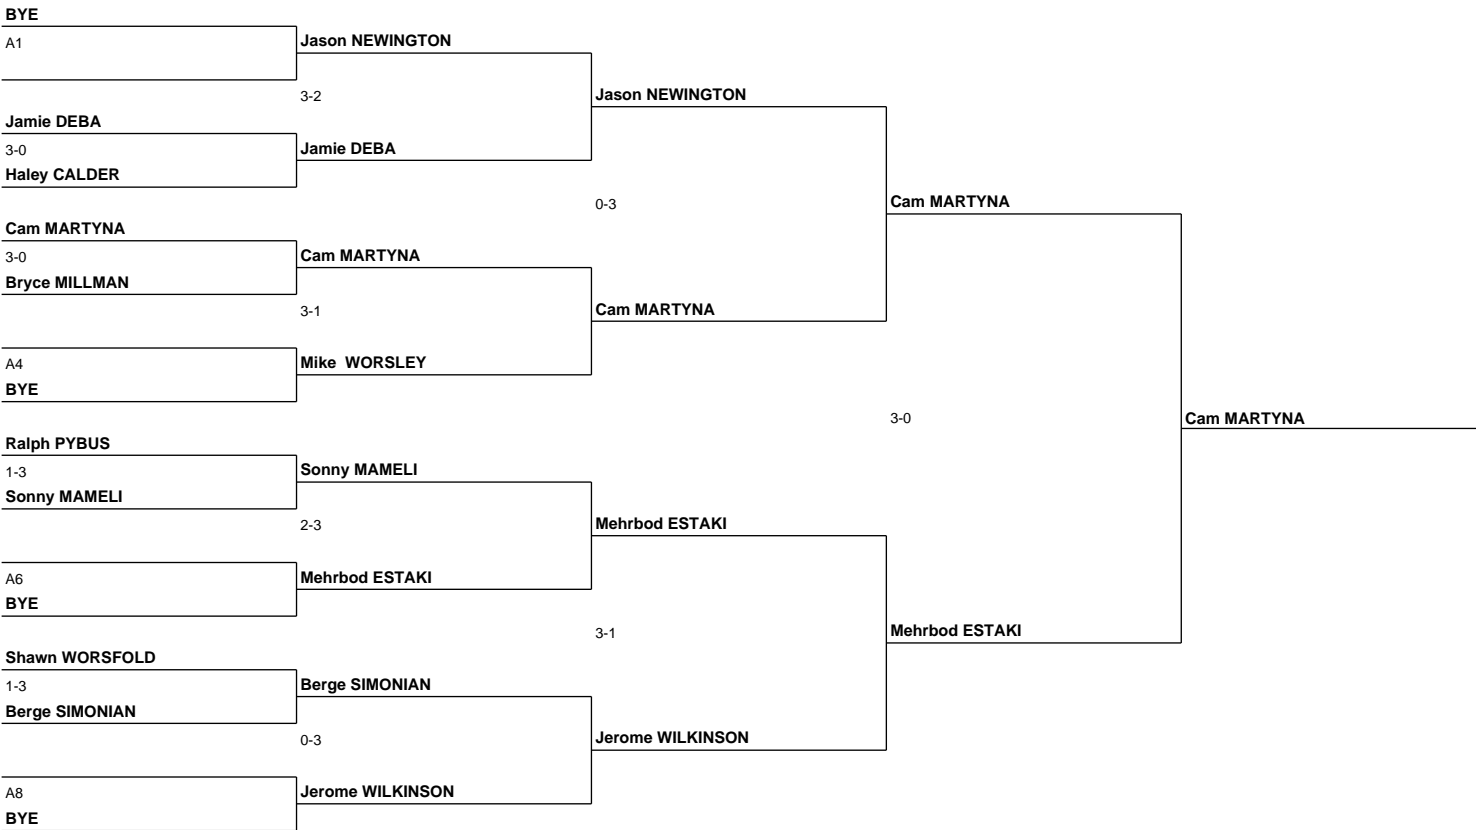 BYE
A1
Jason NEWINGTON
3-2
Jason NEWINGTON
Jamie DEBA
3-0
Jamie DEBA
Haley CALDER
0-3
Cam MARTYNA
Cam MARTYNA
3-0
Cam MARTYNA
Bryce MILLMAN
3-1
Cam MARTYNA
A4
Mike  WORSLEY
BYE
3-0
Cam MARTYNA
Ralph PYBUS
1-3
Sonny MAMELI
Sonny MAMELI
2-3
Mehrbod ESTAKI
A6
Mehrbod ESTAKI
BYE
3-1
Mehrbod ESTAKI
Shawn WORSFOLD
1-3
Berge SIMONIAN
Berge SIMONIAN
0-3
Jerome WILKINSON
A8
Jerome WILKINSON
BYE